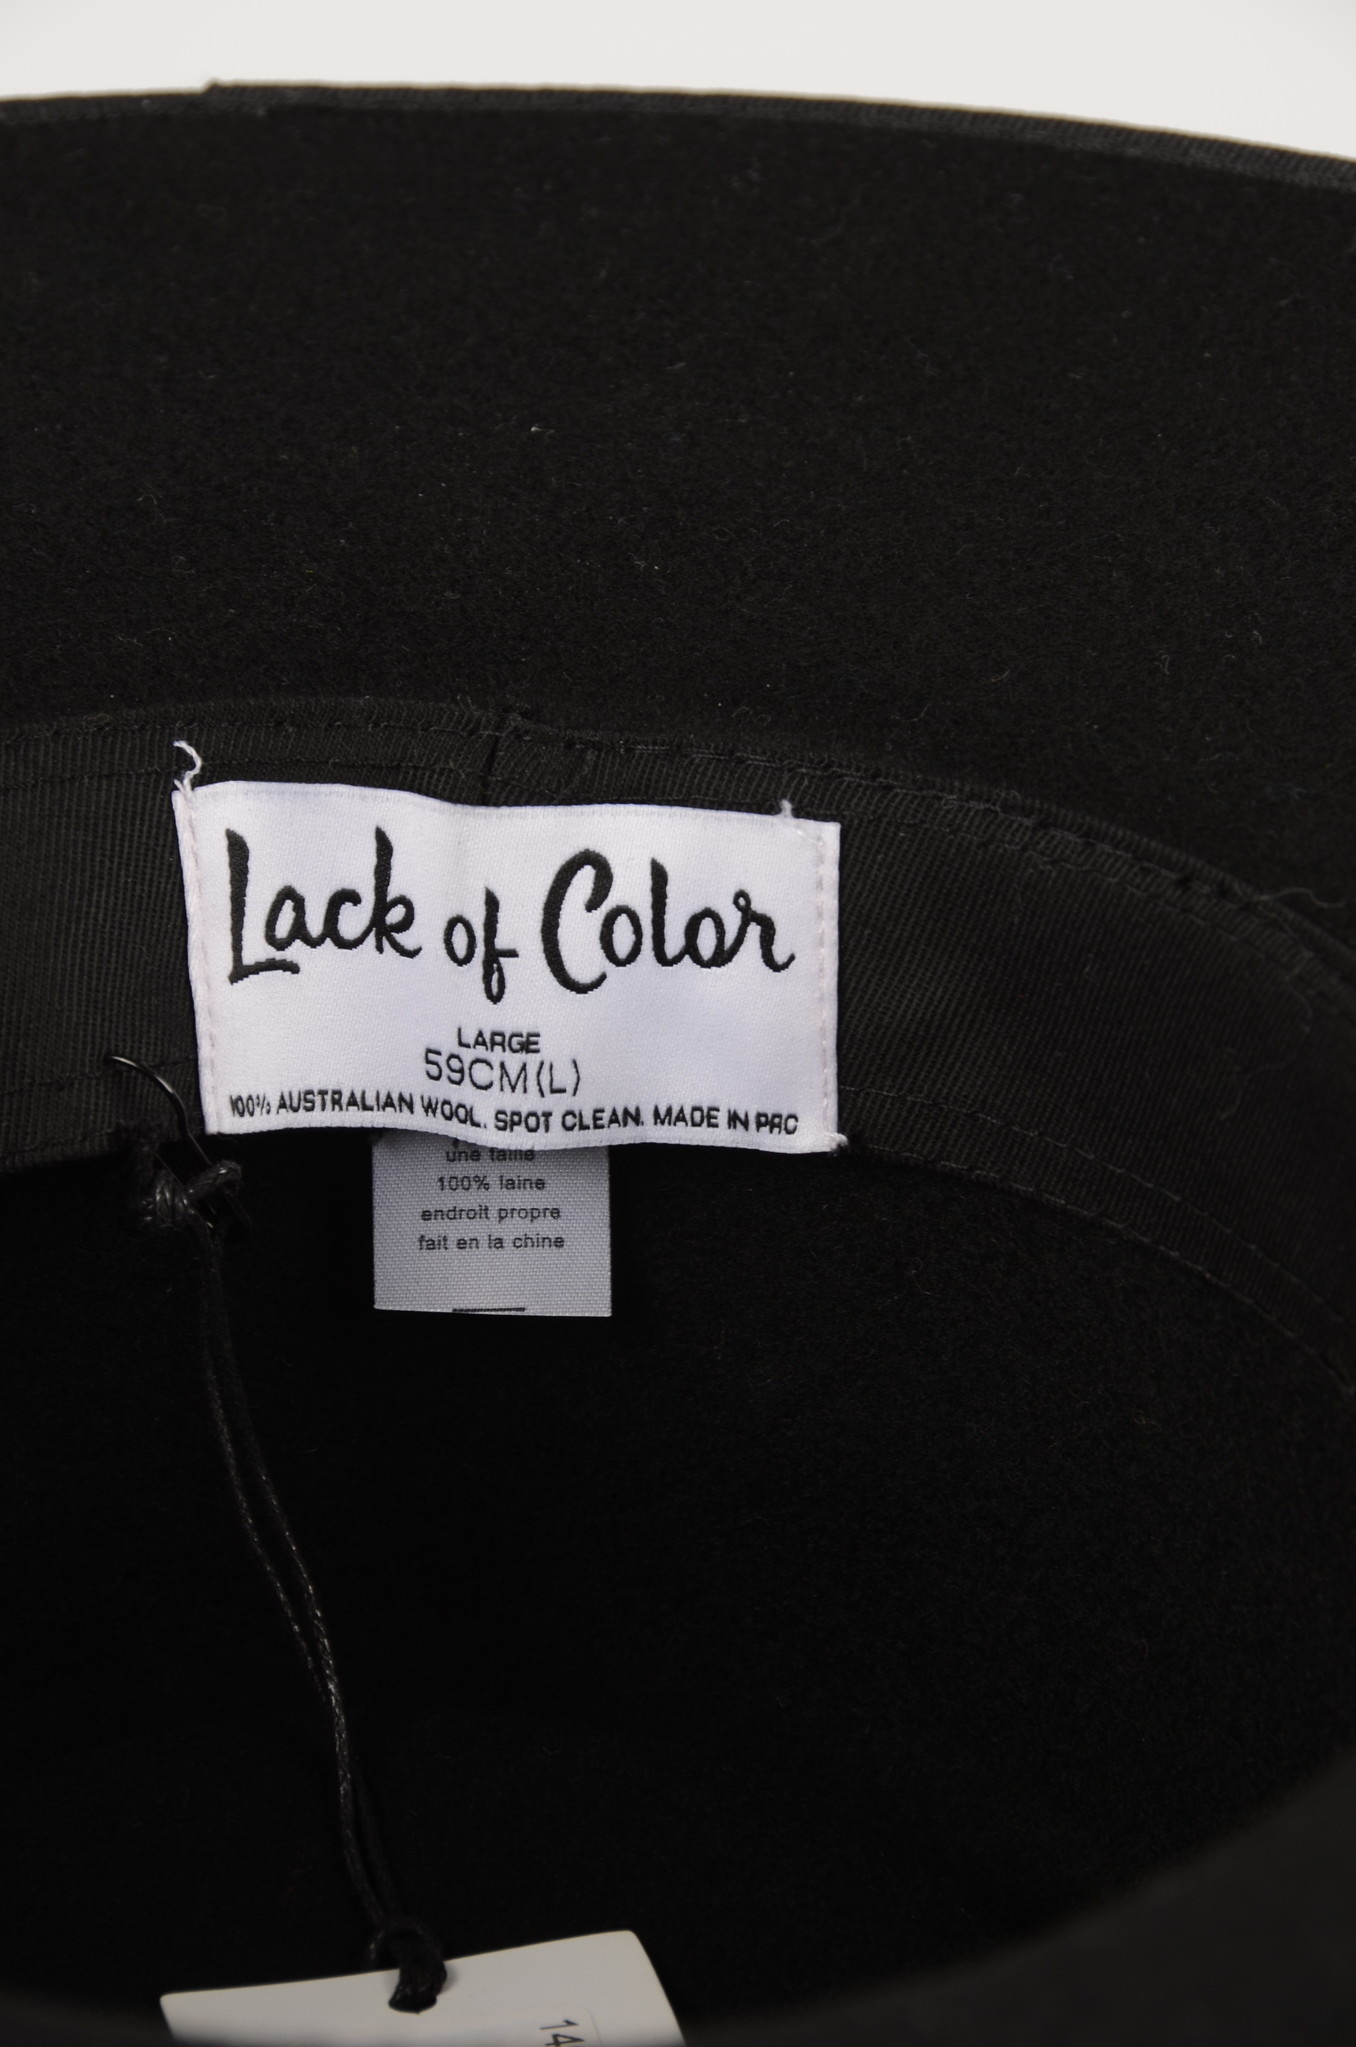 Lack of Color
LARGE
59CM(L)
100% AUSTRALIAN WOOL. SPOT CLEAN. MADE IN PRC
une taille
100% laine
endroit propre
fait en la chine
14